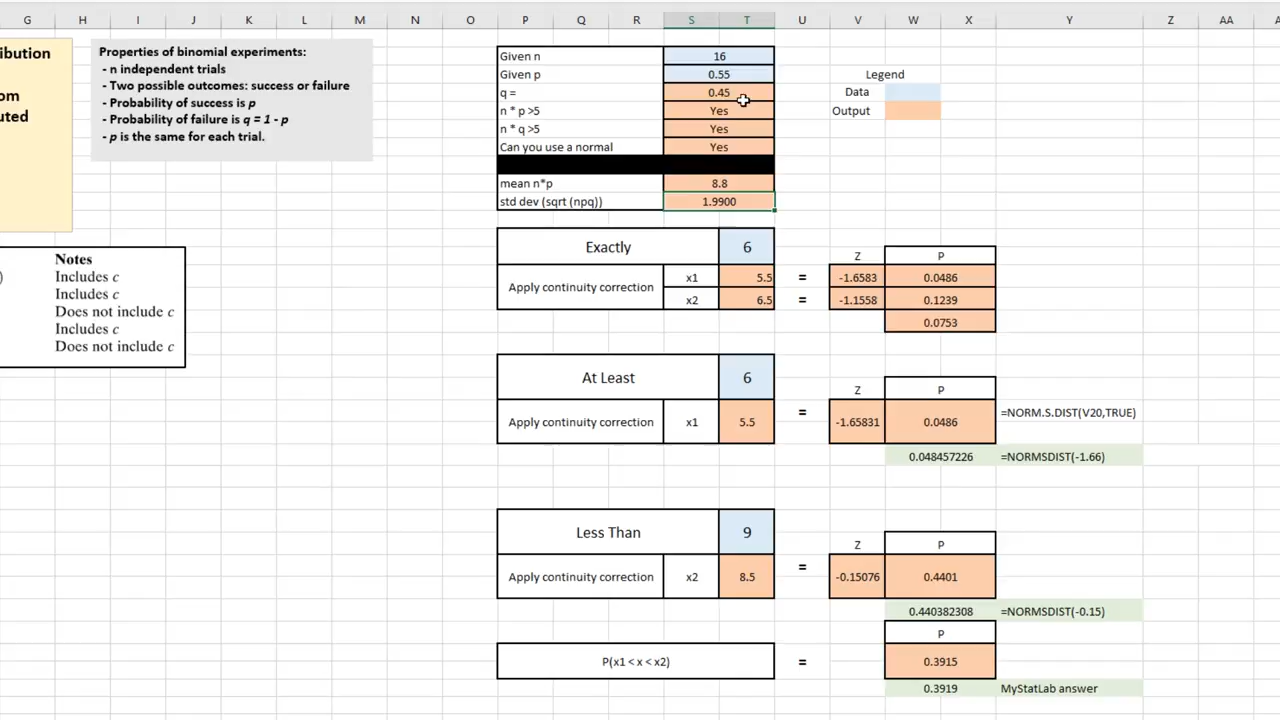 G H I J K L M N O P Q R S T U V W X Y Z AA
ibution
om
uted
Properties of binomial experiments:
- n independent trials
- Two possible outcomes: success or failure
- Probability of success is p
- Probability of failure is q = 1 - p
- p is the same for each trial.
)
Notes
Includes c
Includes c
Does not include c
Includes c
Does not include c
Given n 16
Given p 0.55
q = 0.45
n * p >5 Yes
n * q >5 Yes
Can you use a normal Yes
mean n*p 8.8
std dev (sqrt (npq)) 1.9900
Legend
Data
Output
Exactly 6
Z P
Apply continuity correction
x1 5.5 = -1.6583 0.0486
x2 6.5 = -1.1558 0.1239
0.0753
At Least 6
Z P
Apply continuity correction x1 5.5 = -1.65831 0.0486 =NORM.S.DIST(V20,TRUE)
0.048457226 =NORMSDIST(-1.66)
Less Than 9
Z P
Apply continuity correction x2 8.5 = -0.15076 0.4401
0.440382308 =NORMSDIST(-0.15)
P
P(x1 < x < x2) = 0.3915
0.3919 MyStatLab answer